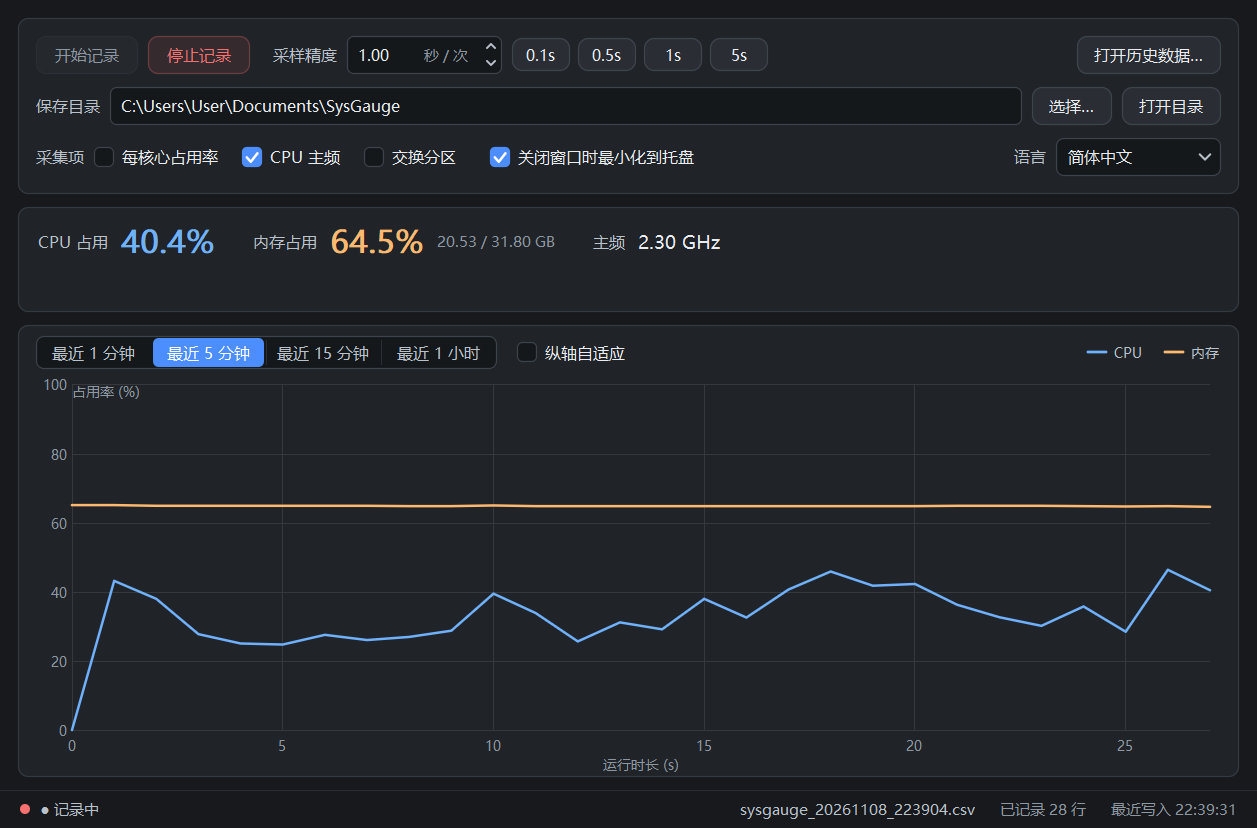 开始记录 停止记录 采样精度 1.00 秒 / 次 0.1s 0.5s 1s 5s 打开历史数据...
保存目录 C:\Users\User\Documents\SysGauge 选择... 打开目录
采集项 每核心占用率 CPU 主频 交换分区 关闭窗口时最小化到托盘 语言 简体中文
CPU 占用 40.4% 内存占用 64.5% 20.53 / 31.80 GB 主频 2.30 GHz
最近 1 分钟 最近 5 分钟 最近 15 分钟 最近 1 小时 纵轴自适应 CPU 内存
100 占用率 (%)
80
60
40
20
0
0 5 10 15 20 25
运行时长 (s)
● 记录中 sysgauge_20261108_223904.csv 已记录 28 行 最近写入 22:39:31